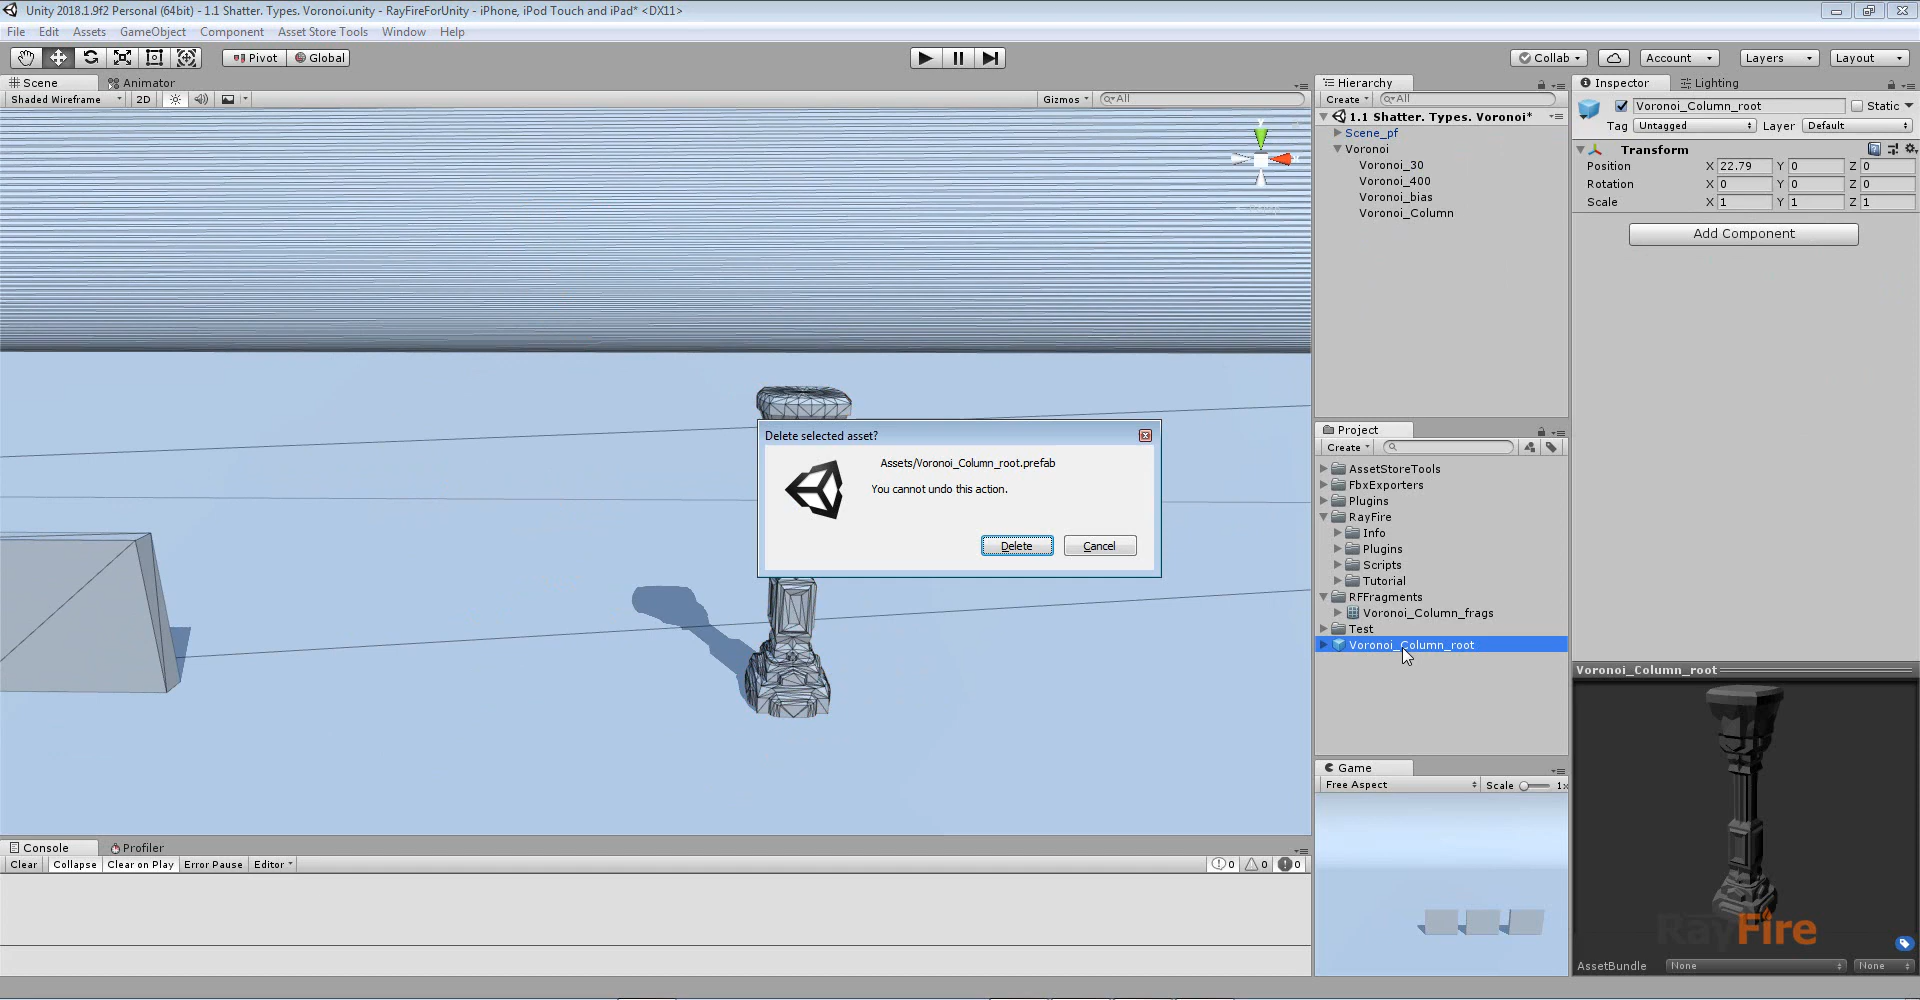 Unity 2018.1.9f2 Personal (64bit) - 1.1 Shatter. Types. Voronoi.unity - RayFireForUnity - iPhone, iPod Touch and iPad* <DX11>
File Edit Assets GameObject Component Asset Store Tools Window Help
Pivot Global Collab Account Layers Layout
Scene Animator
Shaded Wireframe 2D Gizmos All
Hierarchy
Create All
1.1 Shatter. Types. Voronoi*
Scene_pf
Voronoi
Voronoi_30
Voronoi_400
Voronoi_bias
Voronoi_Column
Inspector Lighting
Voronoi_Column_root Static
Tag Untagged Layer Default
Transform
Position X 22.79 Y 0 Z 0
Rotation X 0 Y 0 Z 0
Scale X 1 Y 1 Z 1
Add Component
Delete selected asset?
Assets/Voronoi_Column_root.prefab
You cannot undo this action.
Delete Cancel
Project
Create
AssetStoreTools
FbxExporters
Plugins
RayFire
Info
Plugins
Scripts
Tutorial
RFFragments
Voronoi_Column_frags
Test
Voronoi_Column_root
Game
Free Aspect Scale 1x
Voronoi_Column_root
RayFire
AssetBundle None None
Console Profiler
Clear Collapse Clear on Play Error Pause Editor 0 0 0